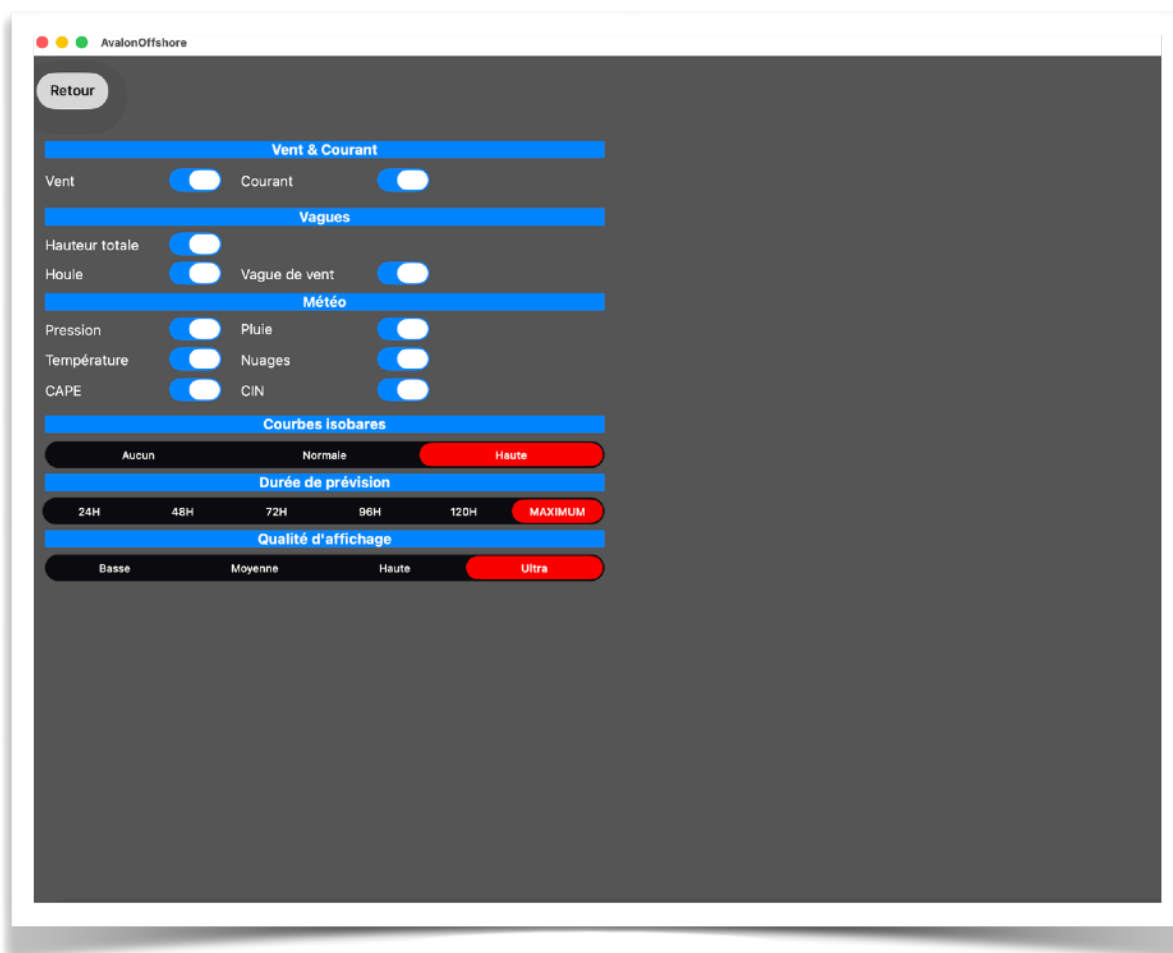 AvalonOffshore
Retour
Vent & Courant
Vent Courant
Vagues
Hauteur totale
Houle Vague de vent
Météo
Pression Pluie
Température Nuages
CAPE CIN
Courbes isobares
Aucun Normale Haute
Durée de prévision
24H 48H 72H 96H 120H MAXIMUM
Qualité d'affichage
Basse Moyenne Haute Ultra